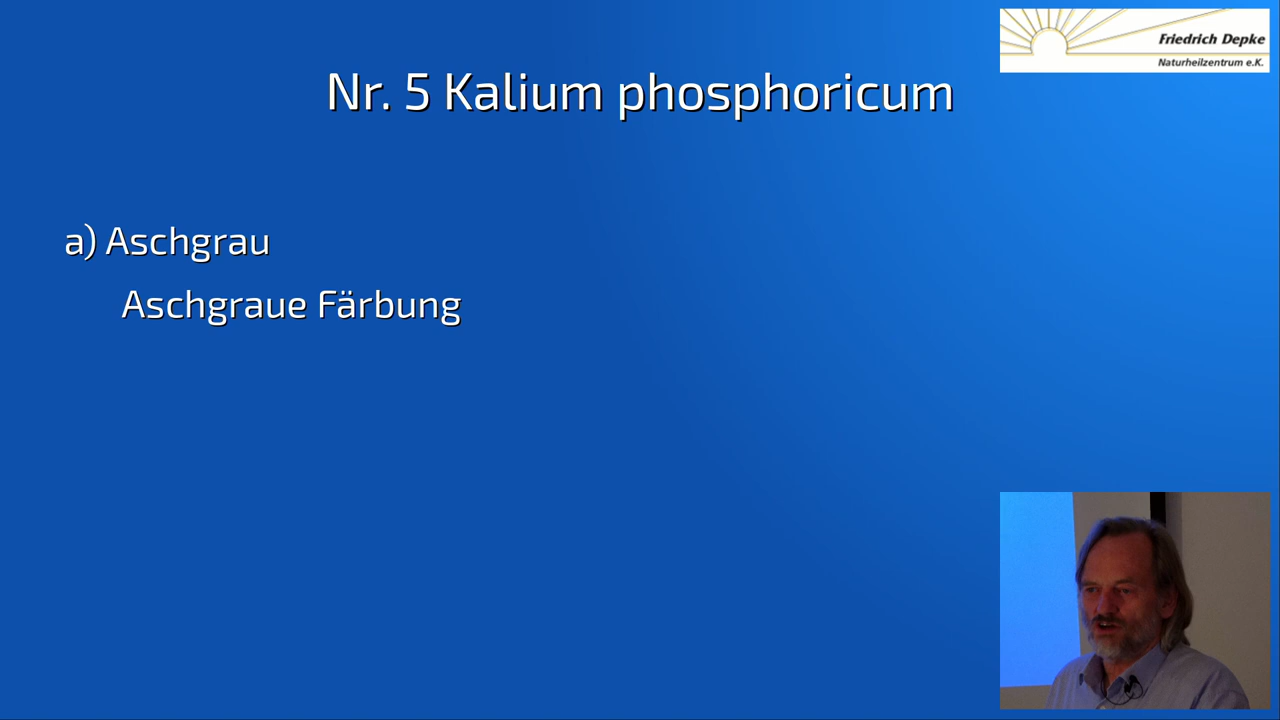 Friedrich Depke
Naturheilzentrum e.K.
Nr. 5 Kalium phosphoricum
a) Aschgrau
Aschgraue Färbung